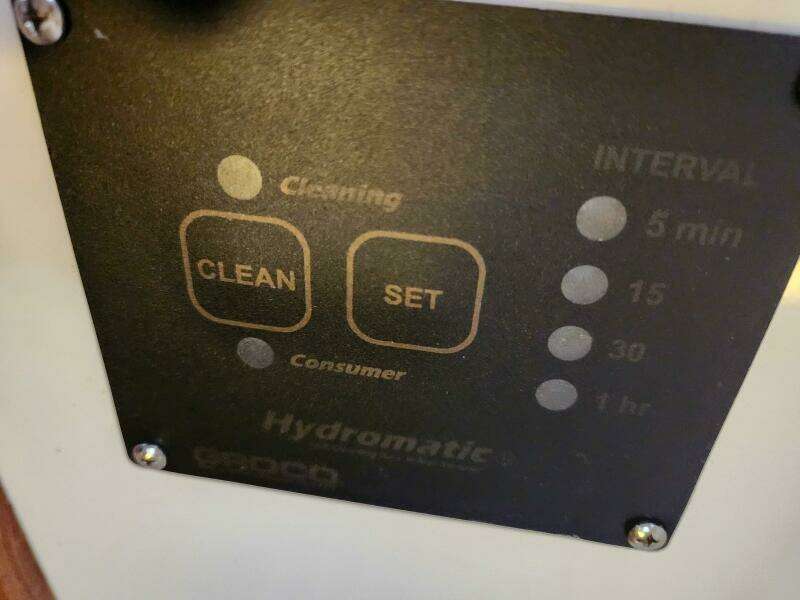 Cleaning
CLEAN
SET
Consumer
INTERVAL
5 min
15
30
1 hr
Hydromatic